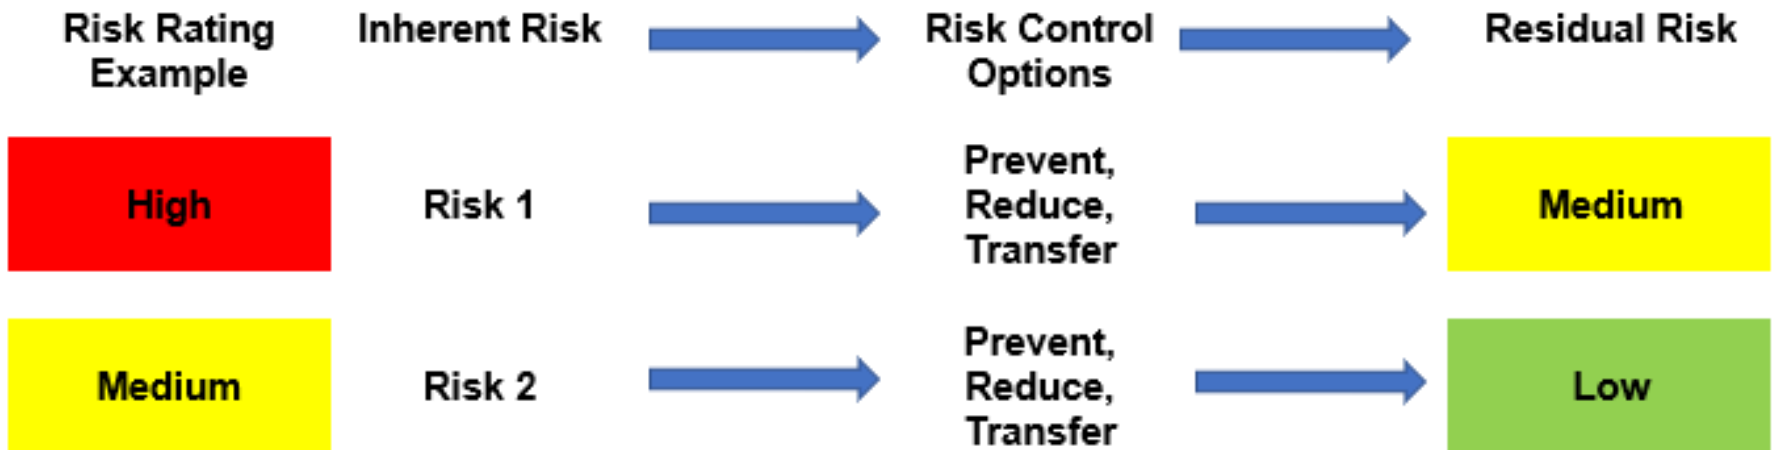 Risk Rating
Example
Inherent Risk
Risk Control
Options
Residual Risk
High
Risk 1
Prevent,
Reduce,
Transfer
Medium
Medium
Risk 2
Prevent,
Reduce,
Transfer
Low